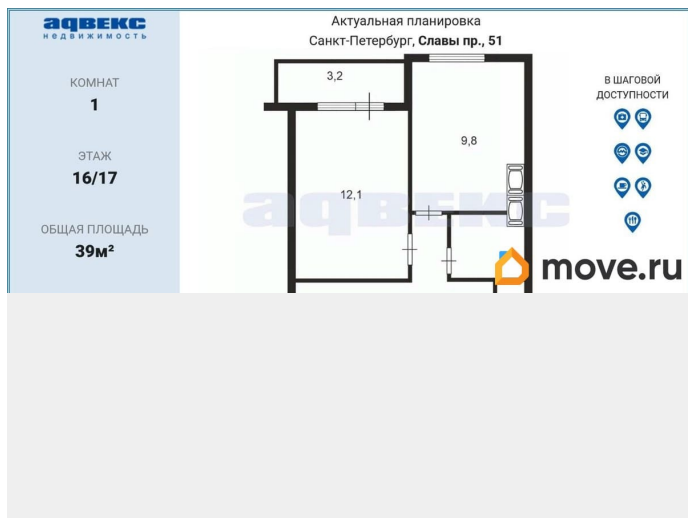 адвекс
недвижимость
КОМНАТ
1
ЭТАЖ
16/17
ОБЩАЯ ПЛОЩАДЬ
39м²
Актуальная планировка
Санкт-Петербург, Славы пр., 51
3,2
9,8
12,1
адвекс
В ШАГОВОЙ
ДОСТУПНОСТИ
move.ru